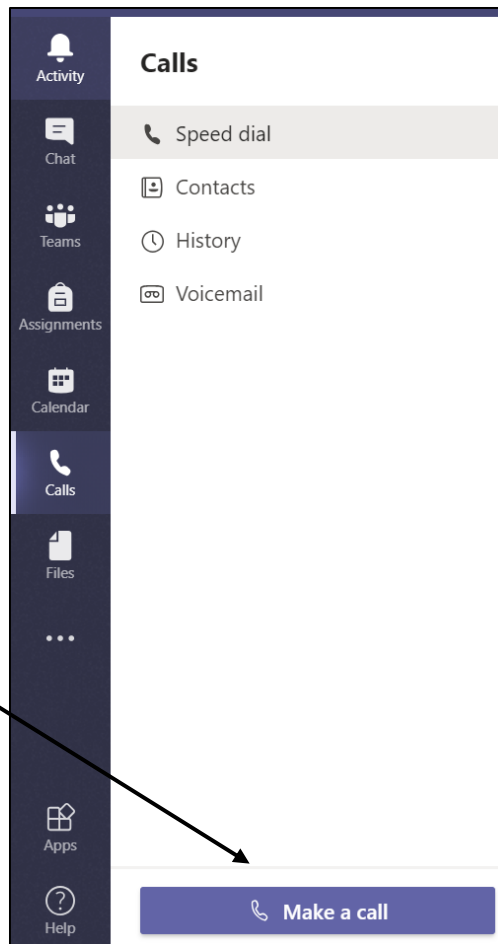 Activity
Chat
Teams
Assignments
Calendar
Calls
Files
Apps
Help
Calls
Speed dial
Contacts
History
Voicemail
Make a call